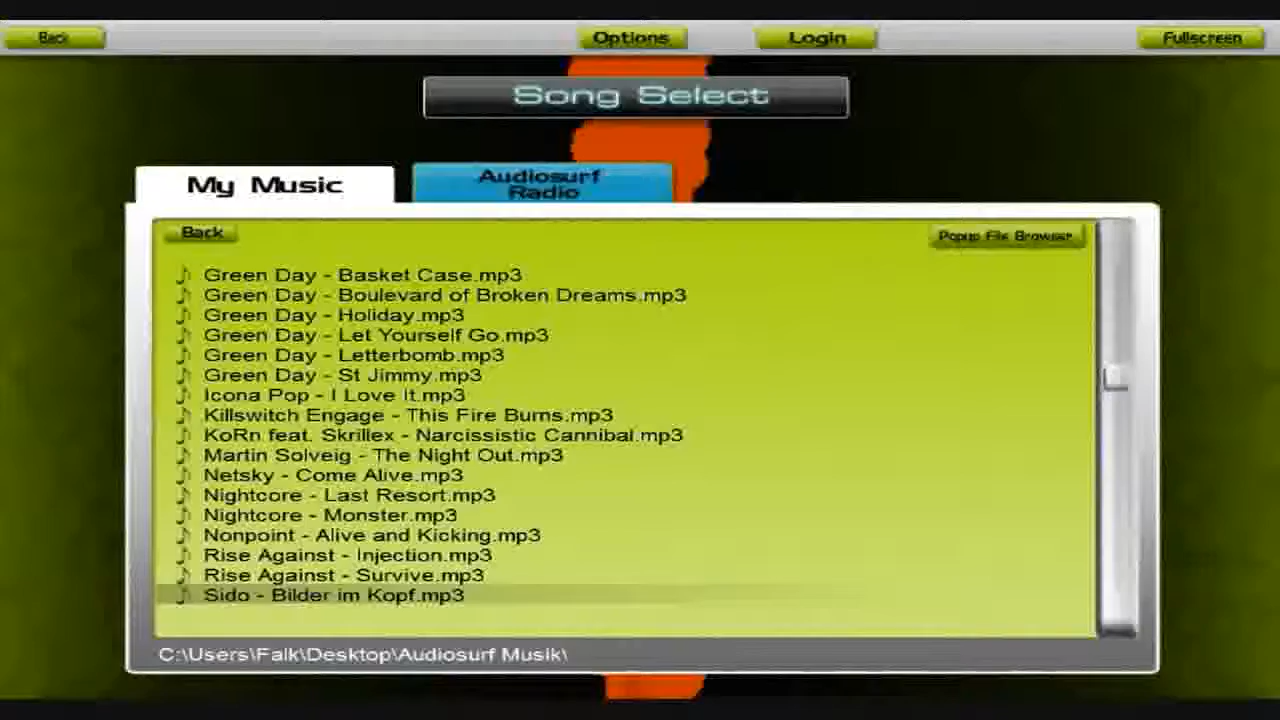 Back
Options
Login
Fullscreen
Song Select
My Music
Audiosurf
Radio
Back
Popup File Browser
Green Day - Basket Case.mp3
Green Day - Boulevard of Broken Dreams.mp3
Green Day - Holiday.mp3
Green Day - Let Yourself Go.mp3
Green Day - Letterbomb.mp3
Green Day - St Jimmy.mp3
Icona Pop - I Love It.mp3
Killswitch Engage - This Fire Burns.mp3
KoRn feat. Skrillex - Narcissistic Cannibal.mp3
Martin Solveig - The Night Out.mp3
Netsky - Come Alive.mp3
Nightcore - Last Resort.mp3
Nightcore - Monster.mp3
Nonpoint - Alive and Kicking.mp3
Rise Against - Injection.mp3
Rise Against - Survive.mp3
Sido - Bilder im Kopf.mp3
C:\Users\Falk\Desktop\Audiosurf Musik\